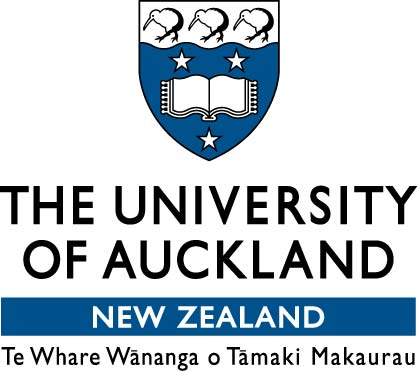 THE UNIVERSITY
OF AUCKLAND
NEW ZEALAND
Te Whare Wānanga o Tāmaki Makaurau